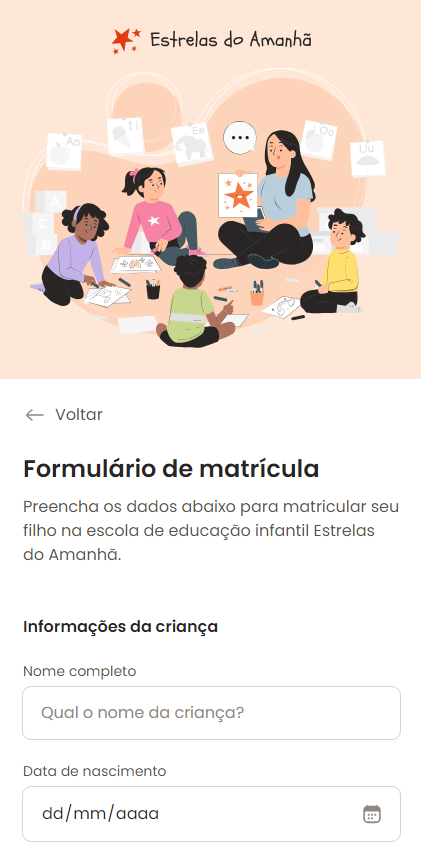 Estrelas do Amanhã
Aa
Ii
Ee
Oo
Uu
A
C
B
Voltar
Formulário de matrícula
Preencha os dados abaixo para matricular seu
filho na escola de educação infantil Estrelas
do Amanhã.
Informações da criança
Nome completo
Qual o nome da criança?
Data de nascimento
dd/mm/aaaa